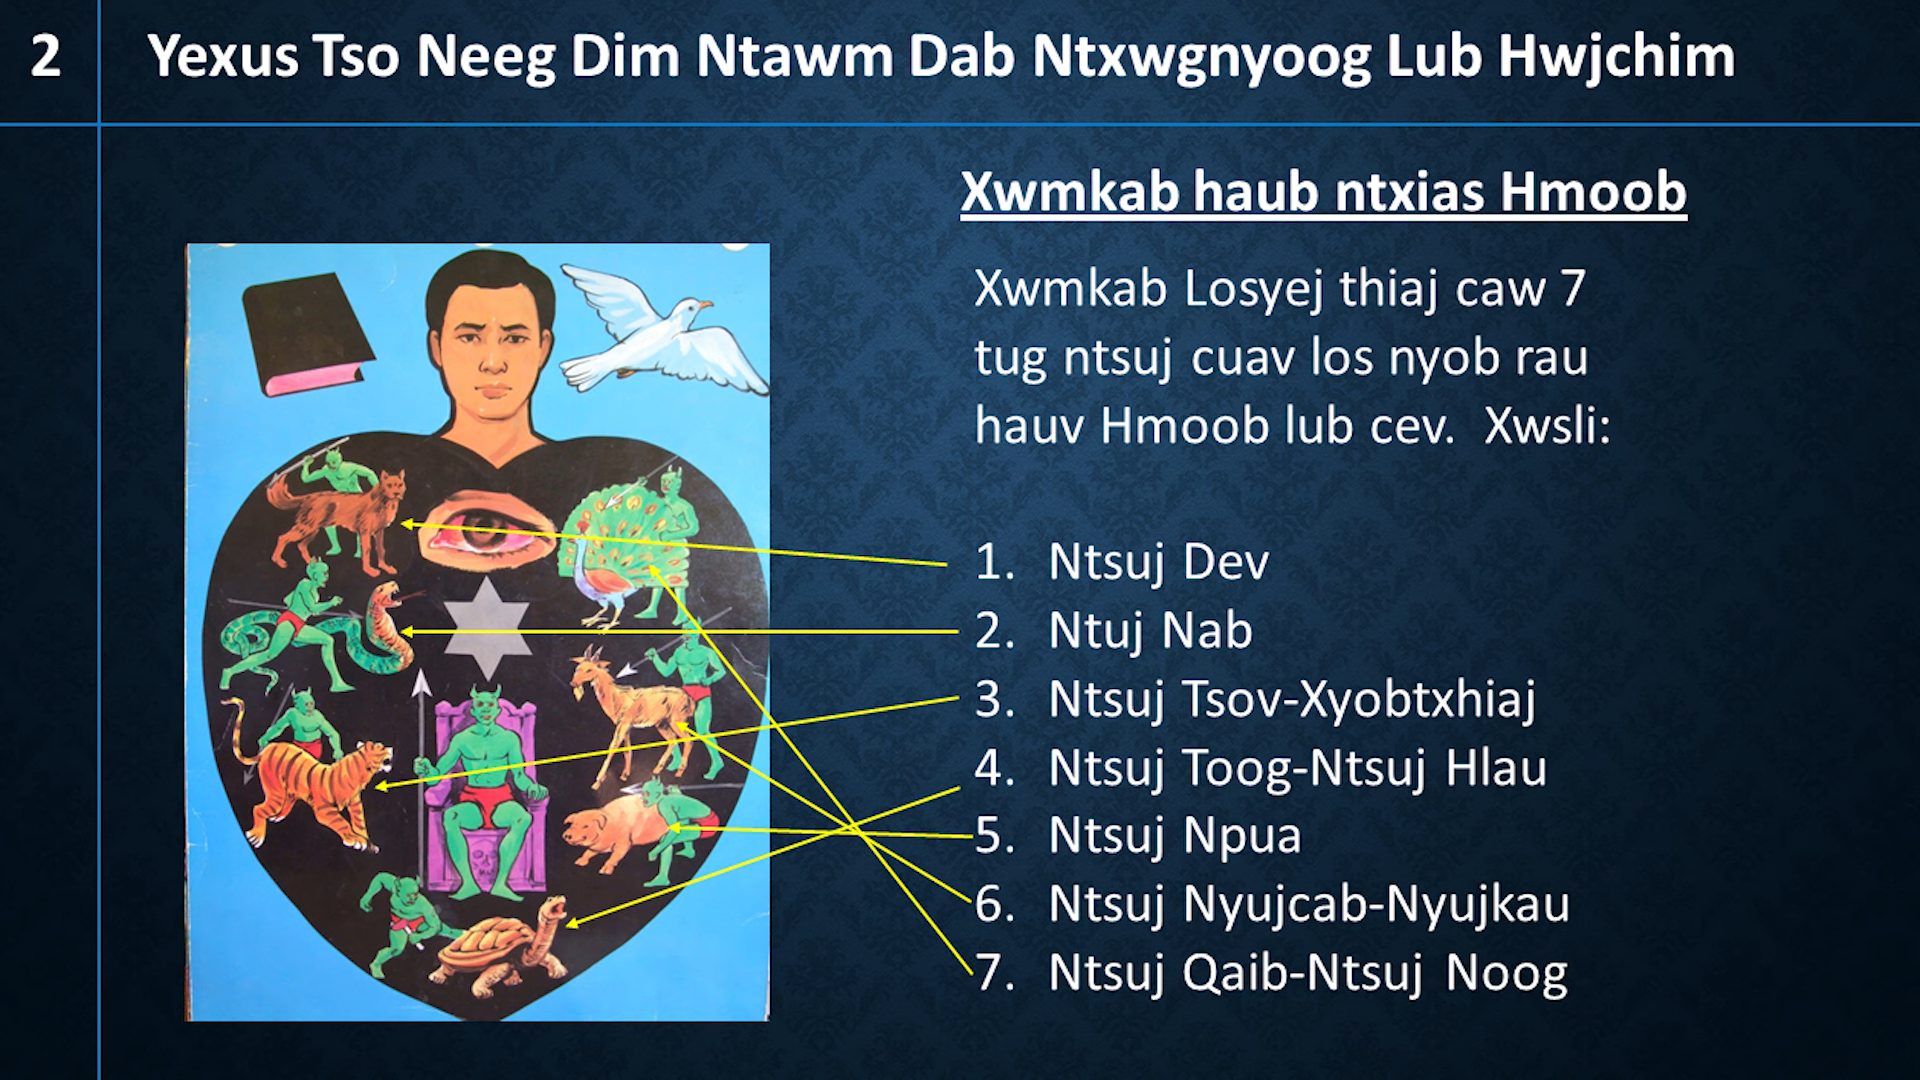 2
Yexus Tso Neeg Dim Ntawm Dab Ntxwgnyoog Lub Hwjchim
Xwmkab haub ntxias Hmoob
Xwmkab Losyej thiaj caw 7
tug ntsuj cuav los nyob rau
hauv Hmoob lub cev. Xwsli:
1. Ntsuj Dev
2. Ntuj Nab
3. Ntsuj Tsov-Xyobtxhiaj
4. Ntsuj Toog-Ntsuj Hlau
5. Ntsuj Npua
6. Ntsuj Nyujcab-Nyujkau
7. Ntsuj Qaib-Ntsuj Noog